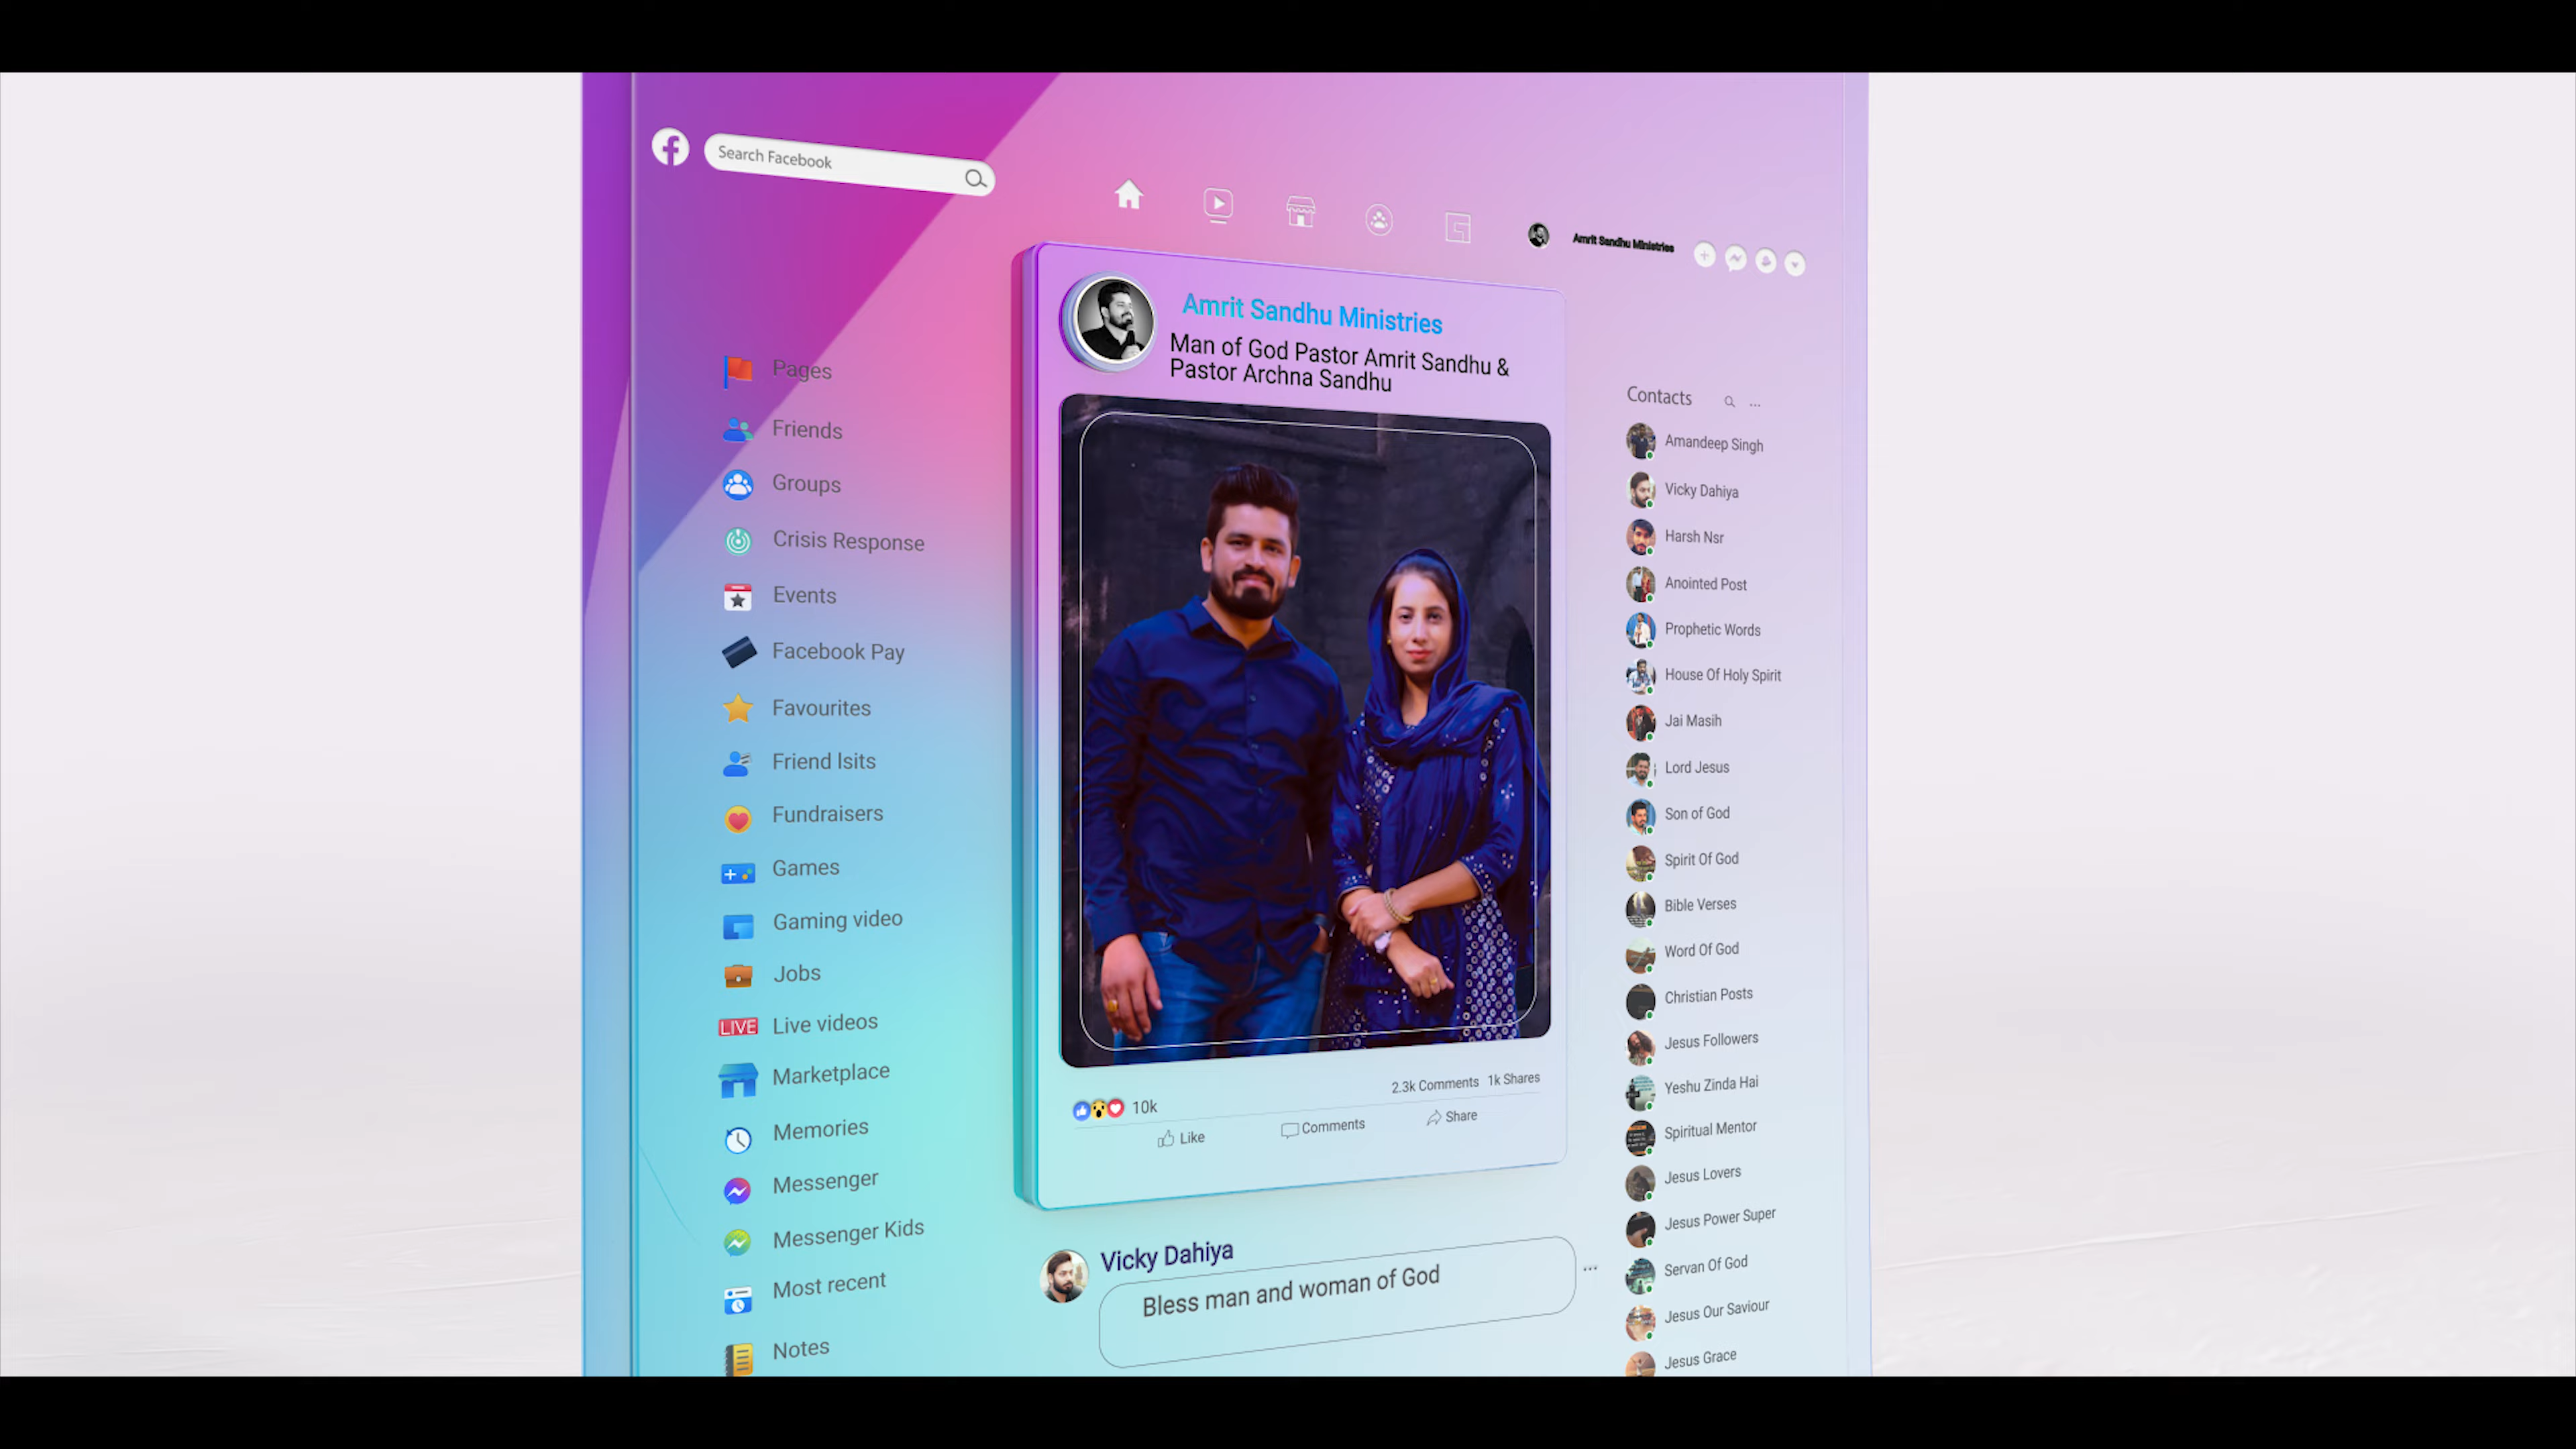 Search Facebook
Amrit Sandhu Ministries
Amrit Sandhu Ministries
Man of God Pastor Amrit Sandhu &
Pastor Archna Sandhu
Pages
Friends
Groups
Crisis Response
Events
Facebook Pay
Favourites
Friend lsits
Fundraisers
Games
Gaming video
Jobs
LIVE Live videos
Marketplace
Memories
Messenger
Messenger Kids
Most recent
Notes
10k
2.3k Comments 1k Shares
Like
Comments
Share
Vicky Dahiya
Bless man and woman of God
Contacts
Amandeep Singh
Vicky Dahiya
Harsh Nsr
Anointed Post
Prophetic Words
House Of Holy Spirit
Jai Masih
Lord Jesus
Son of God
Spirit Of God
Bible Verses
Word Of God
Christian Posts
Jesus Followers
Yeshu Zinda Hai
Spiritual Mentor
Jesus Lovers
Jesus Power Super
Servan Of God
Jesus Our Saviour
Jesus Grace